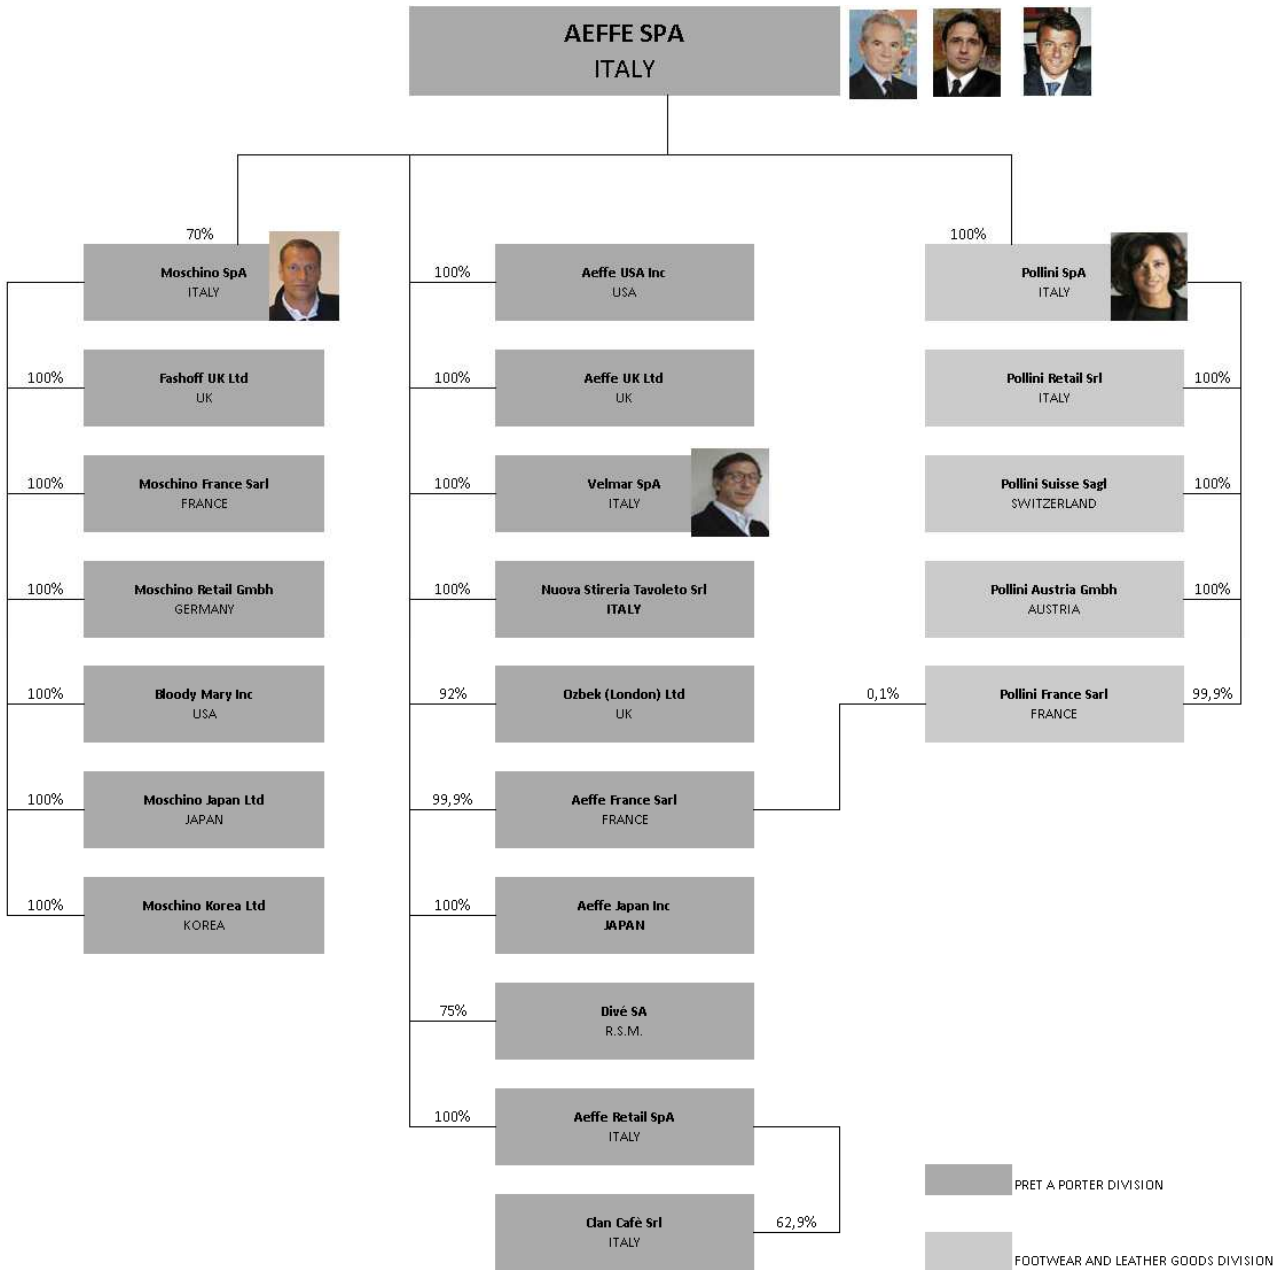 AEFFE SPA
ITALY
70%
Moschino SpA
ITALY
100%
Fashoff UK Ltd
UK
100%
Moschino France Sarl
FRANCE
100%
Moschino Retail Gmbh
GERMANY
100%
Bloody Mary Inc
USA
100%
Moschino Japan Ltd
JAPAN
100%
Moschino Korea Ltd
KOREA
100%
Aeffe USA Inc
USA
100%
Aeffe UK Ltd
UK
100%
Velmar SpA
ITALY
100%
Nuova Stireria Tavoleto Srl
ITALY
92%
Ozbek (London) Ltd
UK
99,9%
Aeffe France Sarl
FRANCE
100%
Aeffe Japan Inc
JAPAN
75%
Divé SA
R.S.M.
100%
Aeffe Retail SpA
ITALY
Clan Cafè Srl
ITALY
62,9%
100%
Pollini SpA
ITALY
Pollini Retail Srl
ITALY
100%
Pollini Suisse Sagl
SWITZERLAND
100%
Pollini Austria Gmbh
AUSTRIA
100%
0,1%
Pollini France Sarl
FRANCE
99,9%
PRET A PORTER DIVISION
FOOTWEAR AND LEATHER GOODS DIVISION